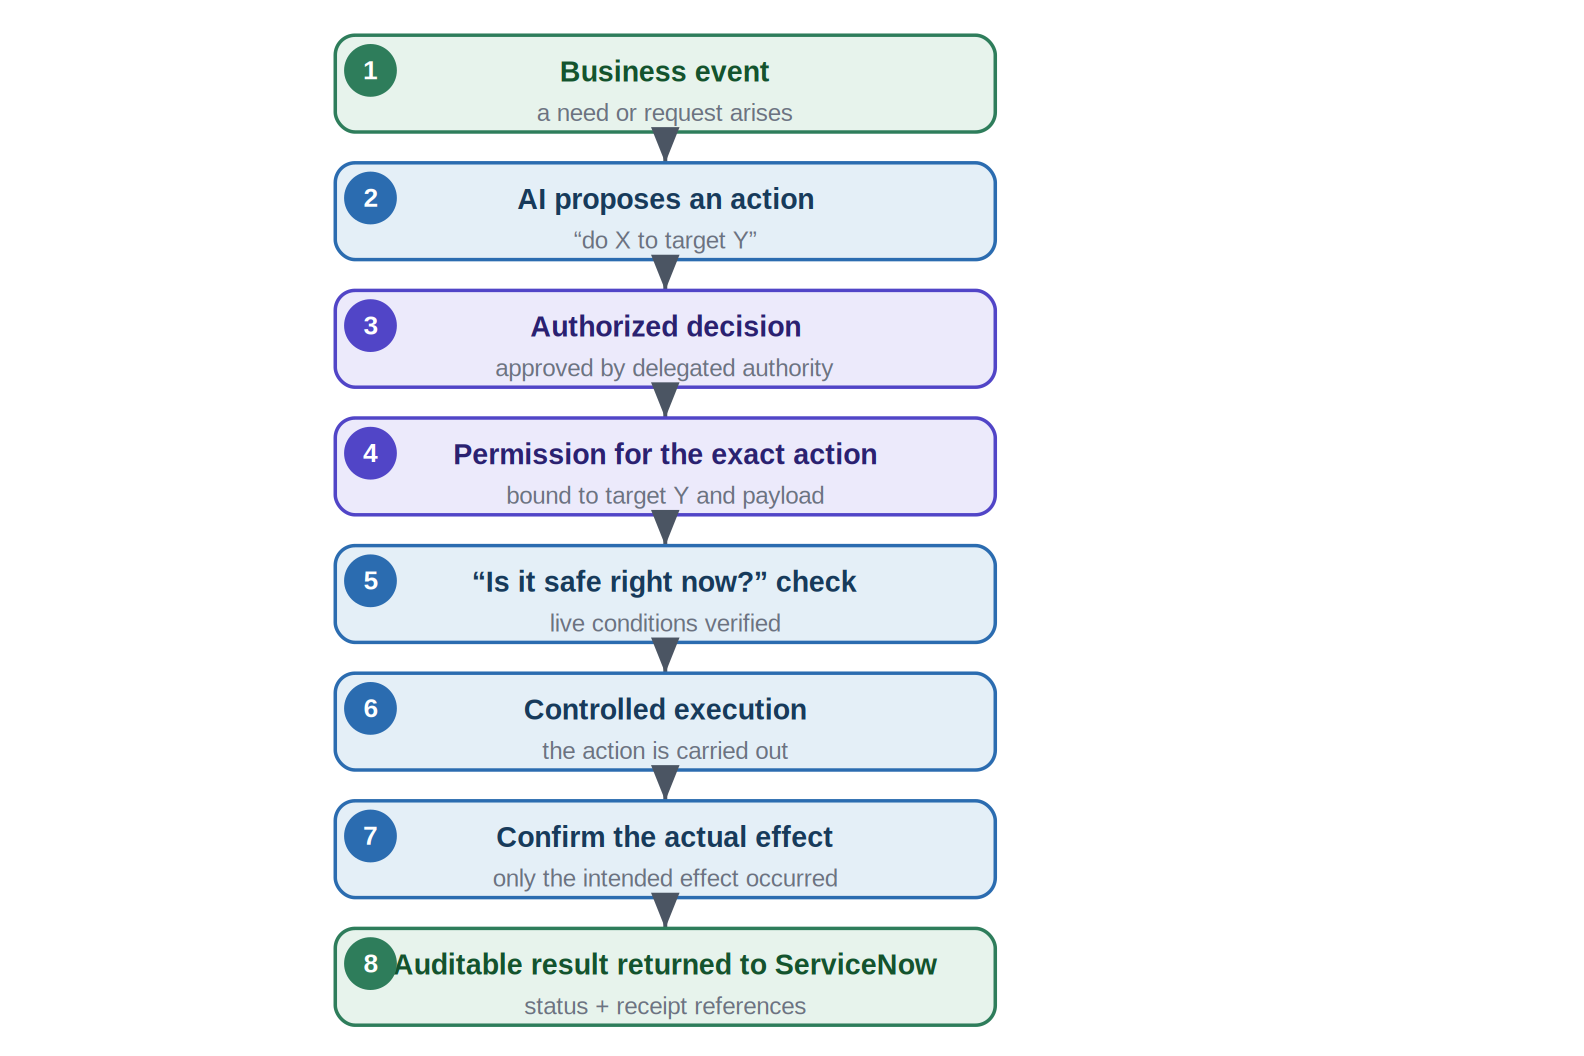 1
Business event
a need or request arises
2
AI proposes an action
“do X to target Y”
3
Authorized decision
approved by delegated authority
4
Permission for the exact action
bound to target Y and payload
5
“Is it safe right now?” check
live conditions verified
6
Controlled execution
the action is carried out
7
Confirm the actual effect
only the intended effect occurred
8
Auditable result returned to ServiceNow
status + receipt references